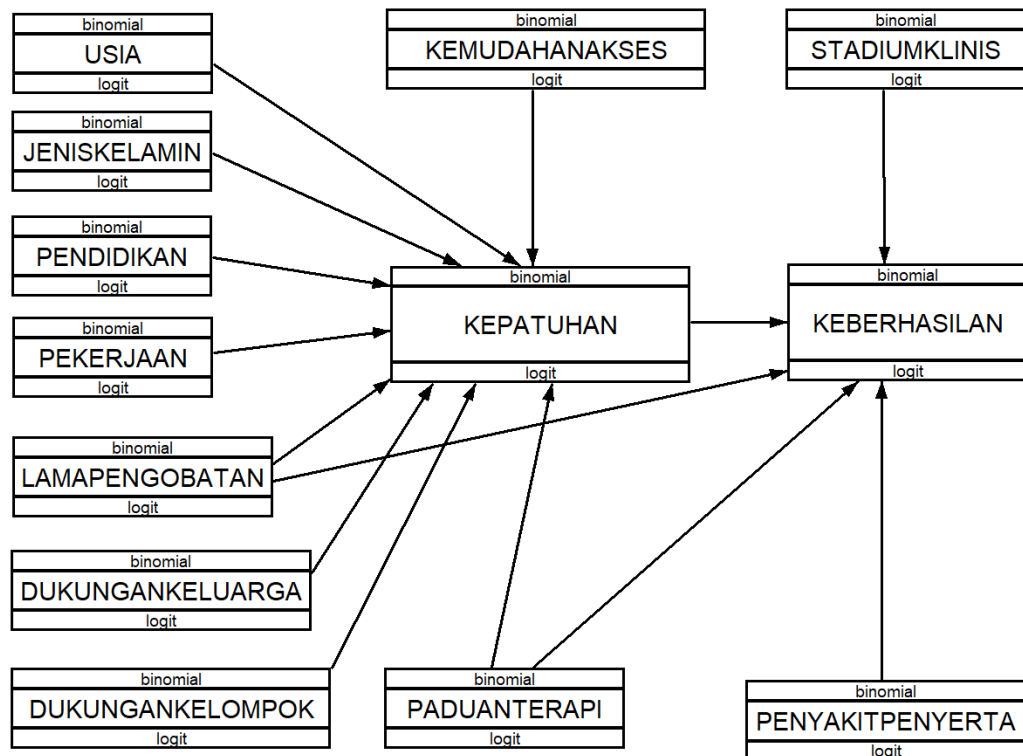 binomial
USIA
logit
binomial
KEMUDAHANAKSES
logit
binomial
STADIUMKLINIS
logit
binomial
JENISKELAMIN
logit
binomial
PENDIDIKAN
logit
binomial
KEPATUHAN
logit
binomial
KEBERHASILAN
logit
binomial
PEKERJAAN
logit
binomial
LAMAPENGOBATAN
logit
binomial
DUKUNGANKELUARGA
logit
binomial
DUKUNGANKELOMPOK
logit
binomial
PADUANTERAPI
logit
binomial
PENYAKITPENYERTA
logit